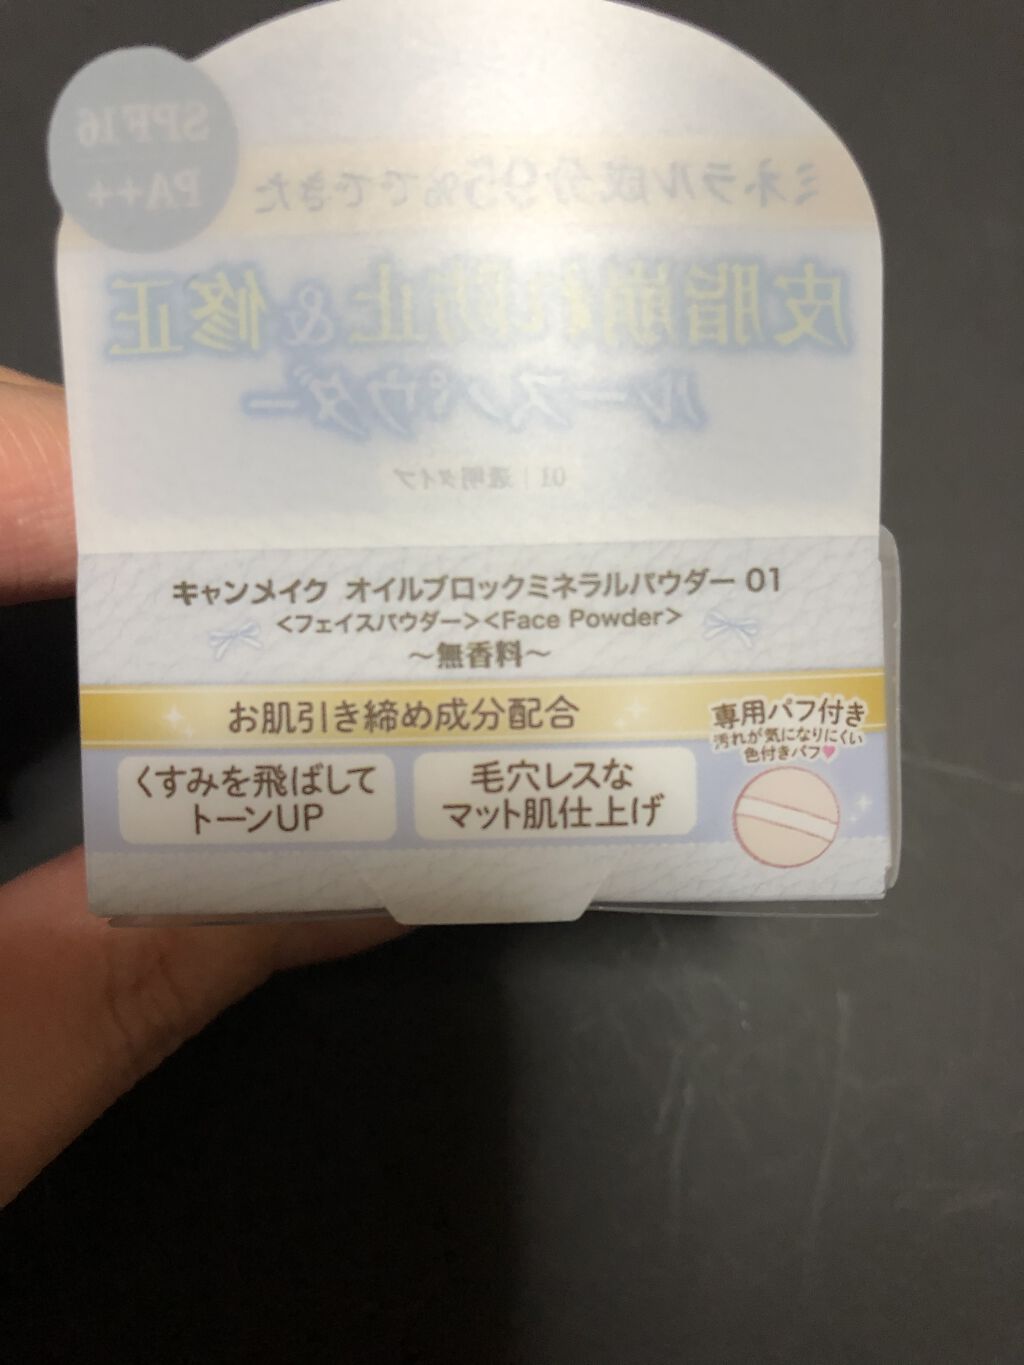 SPF16
PA++
ミネラル成分95%でできた
皮脂崩れ防止&修正
ルースパウダー
01 | 透明タイプ
キャンメイク オイルブロックミネラルパウダー 01
<フェイスパウダー><Face Powder>
～無香料～
お肌引き締め成分配合
くすみを飛ばして
トーンUP
毛穴レスな
マット肌仕上げ
専用パフ付き
汚れが気になりにくい
色付きパフ♥